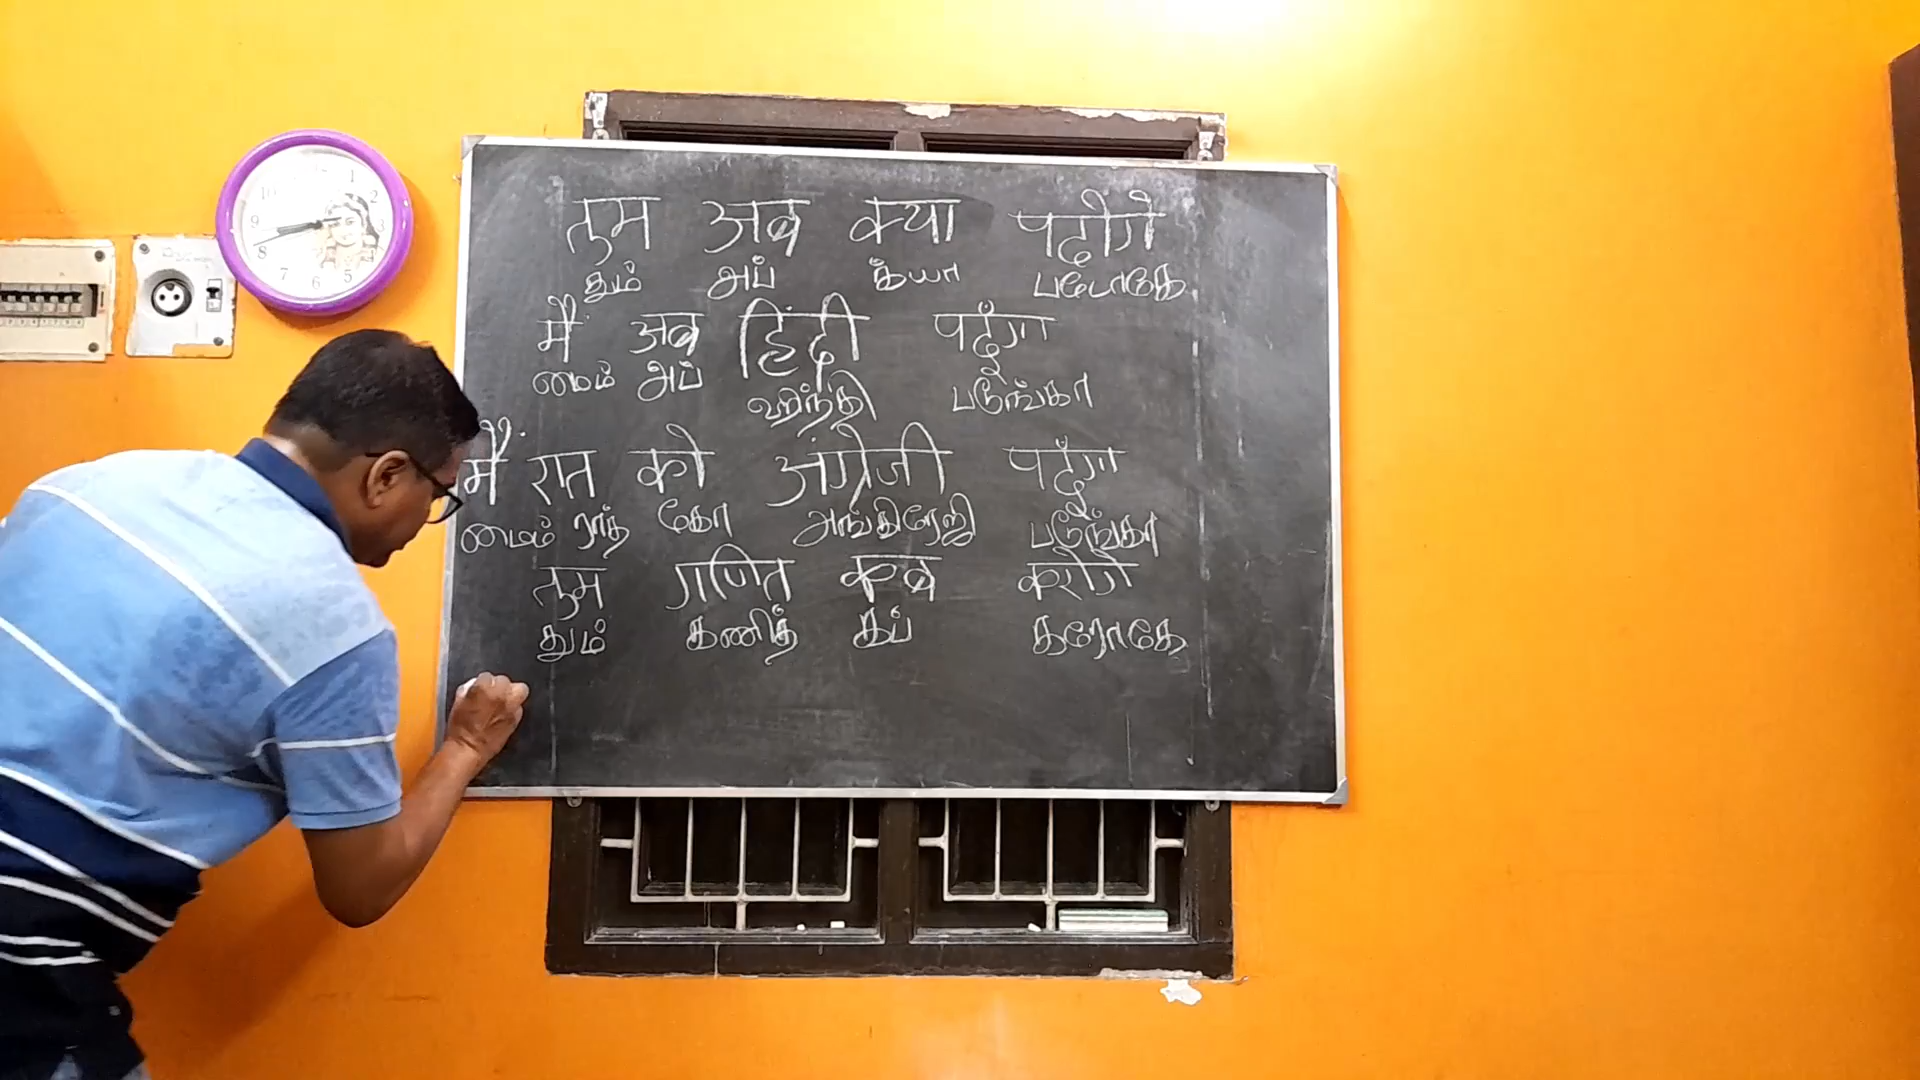 तुम अब क्या पढ़ोगे
தும் அப் க்யா படோகே
मैं अब हिंदी पढूँगा
மைம் அப் ஹிந்தி படூங்கா
मैं रात को अंग्रेजी पढूँगा
மைம் ராத் கோ அங்கிரேஜி படூங்கா
तुम गणित कब करोगे
தும் கணித் கப் கரோகே